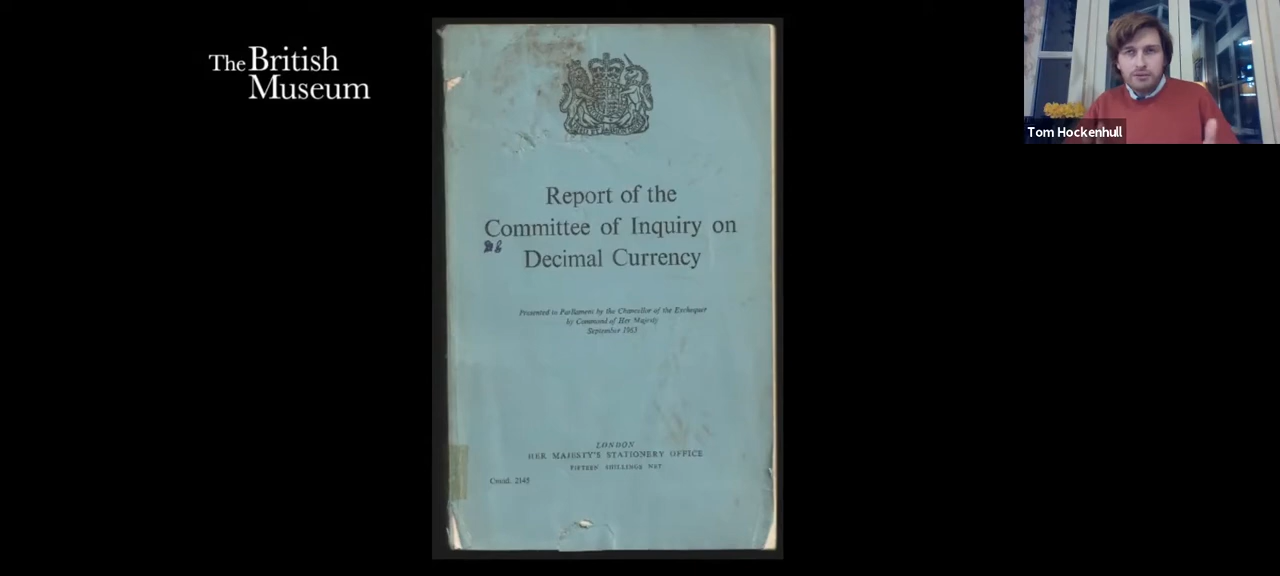 The British
Museum
Report of the
Committee of Inquiry on
Decimal Currency
Presented to Parliament by the Chancellor of the Exchequer
by Command of Her Majesty
September 1963
LONDON
HER MAJESTY'S STATIONERY OFFICE
FIFTEEN SHILLINGS NET
Cmnd. 2145
Tom Hockenhull